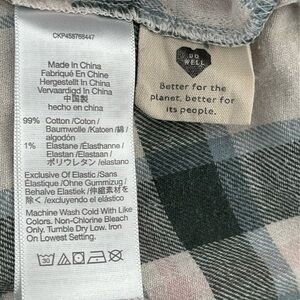 CKP458768447
Made In China
Fabriqué En Chine
Hergestellt In China
Vervaardigd In China
中国製
hecho en china
99% Cotton / Coton /
Baumwolle / Katoen / 綿 /
algodón
1% Elastane / Élasthanne /
Elastan / Elastaan /
ポリウレタン / elastano
Exclusive Of Elastic / Sans
Élastique / Ohne Gummizug /
Behalve Elastiek / 伸縮素材を
除く / excluyendo el elástico
Machine Wash Cold With Like
Colors. Non-Chlorine Bleach
Only. Tumble Dry Low. Iron
On Lowest Setting.
30
DO
WELL
Better for the
planet, better for
its people.